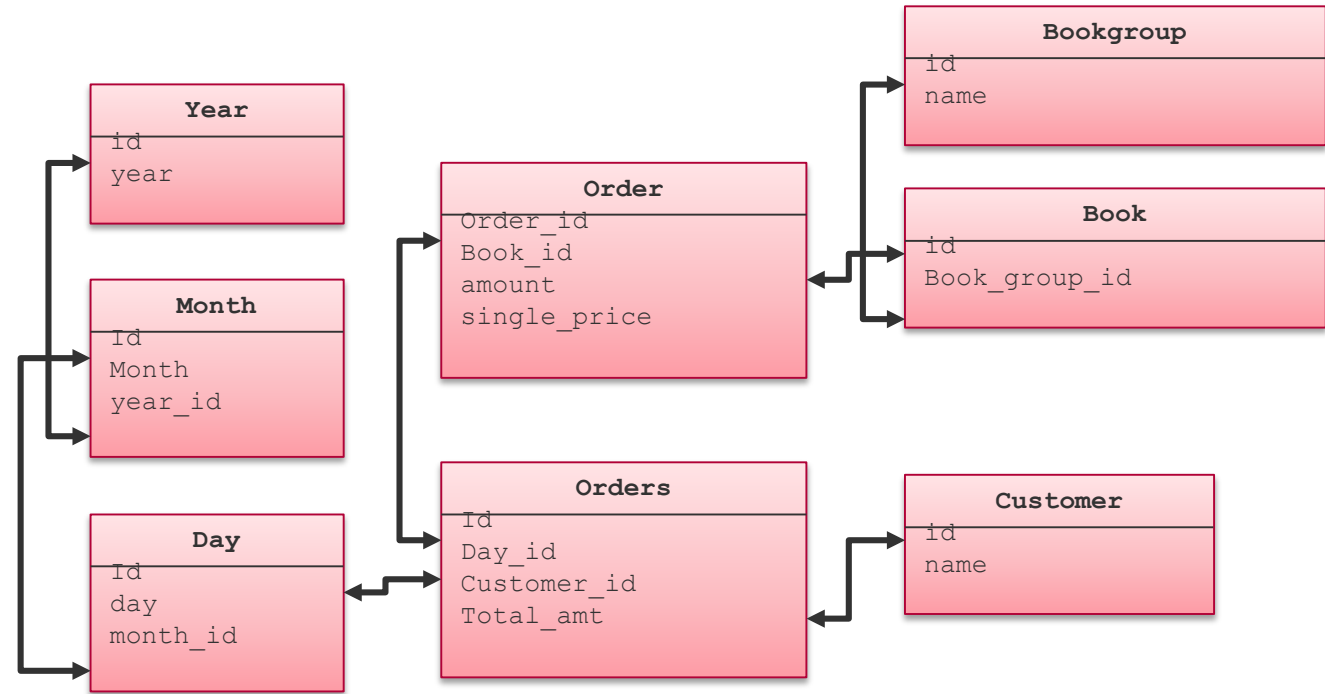 Year
id
year
Month
Id
Month
year_id
Day
Id
day
month_id
Order
Order_id
Book_id
amount
single_price
Orders
Id
Day_id
Customer_id
Total_amt
Bookgroup
id
name
Book
id
Book_group_id
Customer
id
name